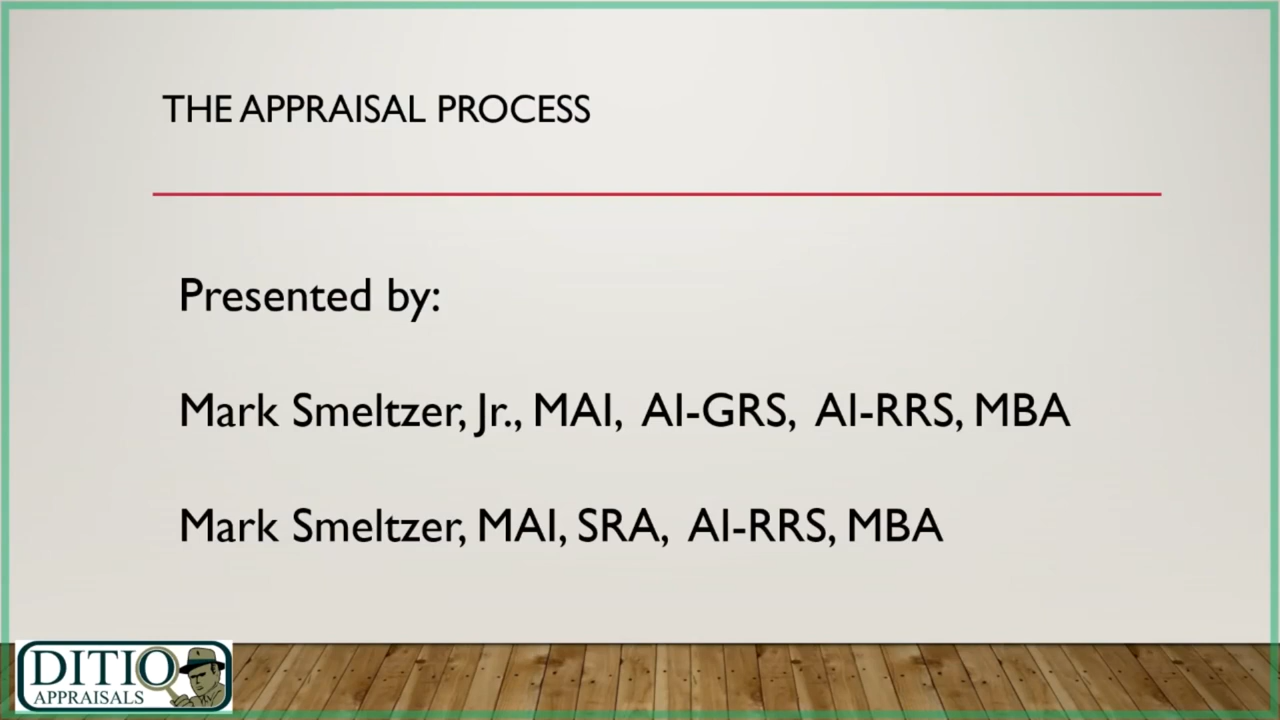 THE APPRAISAL PROCESS
Presented by:
Mark Smeltzer, Jr., MAI, AI-GRS, AI-RRS, MBA
Mark Smeltzer, MAI, SRA, AI-RRS, MBA
DITIO
APPRAISALS